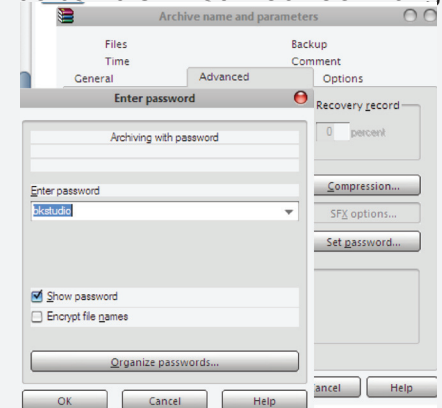 Archive name and parameters
Files
Backup
Time
Comment
General
Advanced
Options
Enter password
Recovery record
Archiving with password
0
percent
Enter password
Compression...
bkstudio
SFX options...
Set password...
Show password
Encrypt file names
Organize passwords...
ancel
Help
OK
Cancel
Help